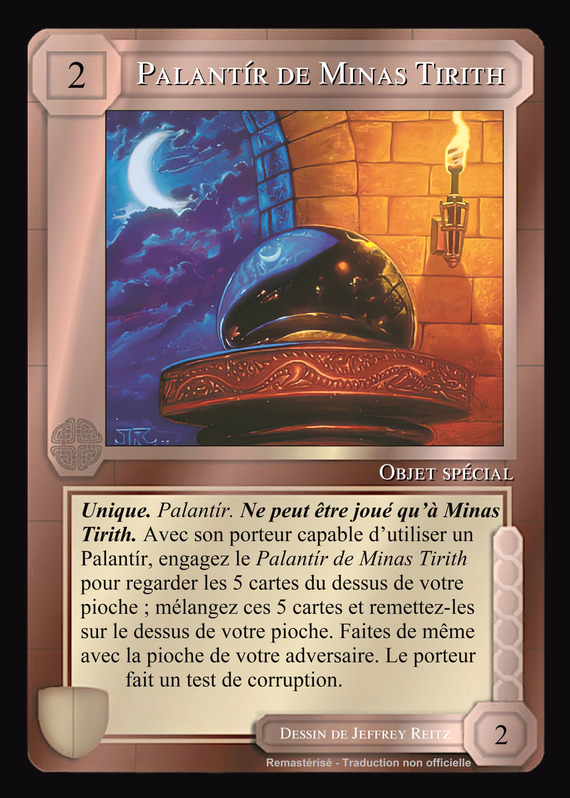 2
Palantír de Minas Tirith
JTR...
Objet spécial
Unique. Palantír. Ne peut être joué qu'à Minas
Tirith. Avec son porteur capable d'utiliser un
Palantír, engagez le Palantír de Minas Tirith
pour regarder les 5 cartes du dessus de votre
pioche ; mélangez ces 5 cartes et remettez-les
sur le dessus de votre pioche. Faites de même
avec la pioche de votre adversaire. Le porteur
fait un test de corruption.
Dessin de Jeffrey Reitz
2
Remastérisé - Traduction non officielle